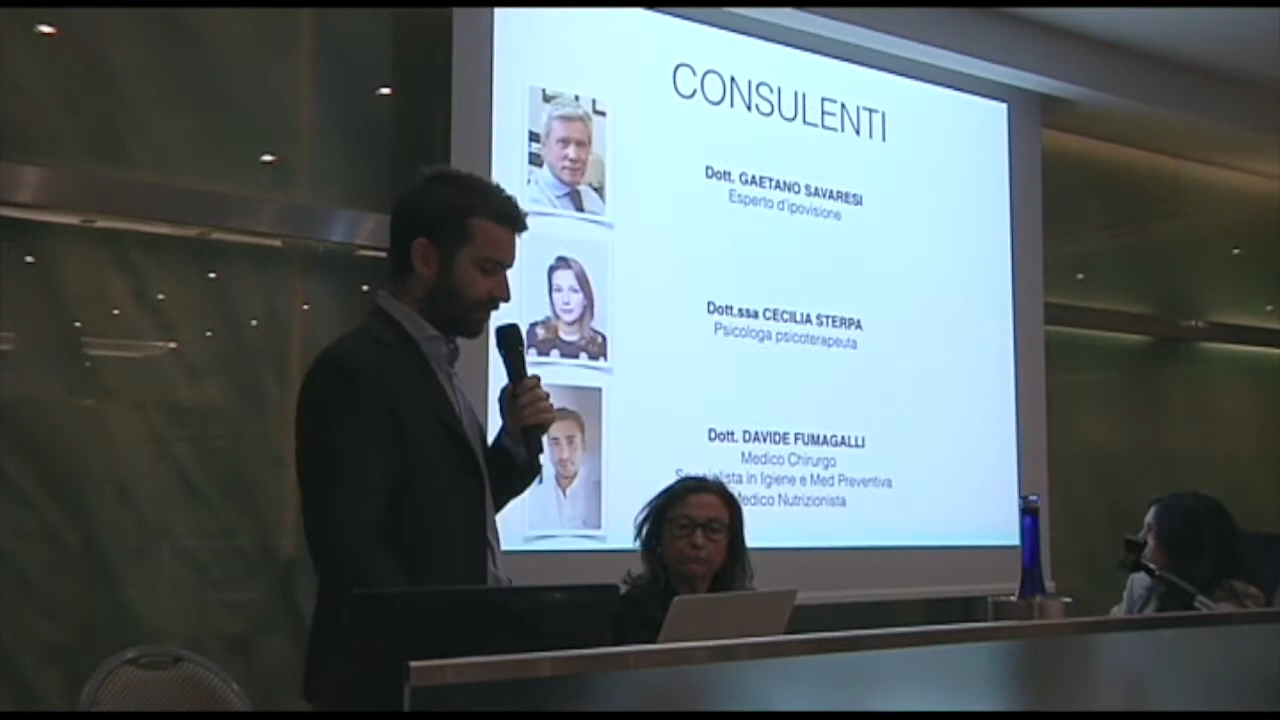 CONSULENTI
Dott. GAETANO SAVARESI
Esperto d'ipovisione
Dott.ssa CECILIA STERPA
Psicologa psicoterapeuta
Dott. DAVIDE FUMAGALLI
Medico Chirurgo
Specialista in Igiene e Med Preventiva
Medico Nutrizionista